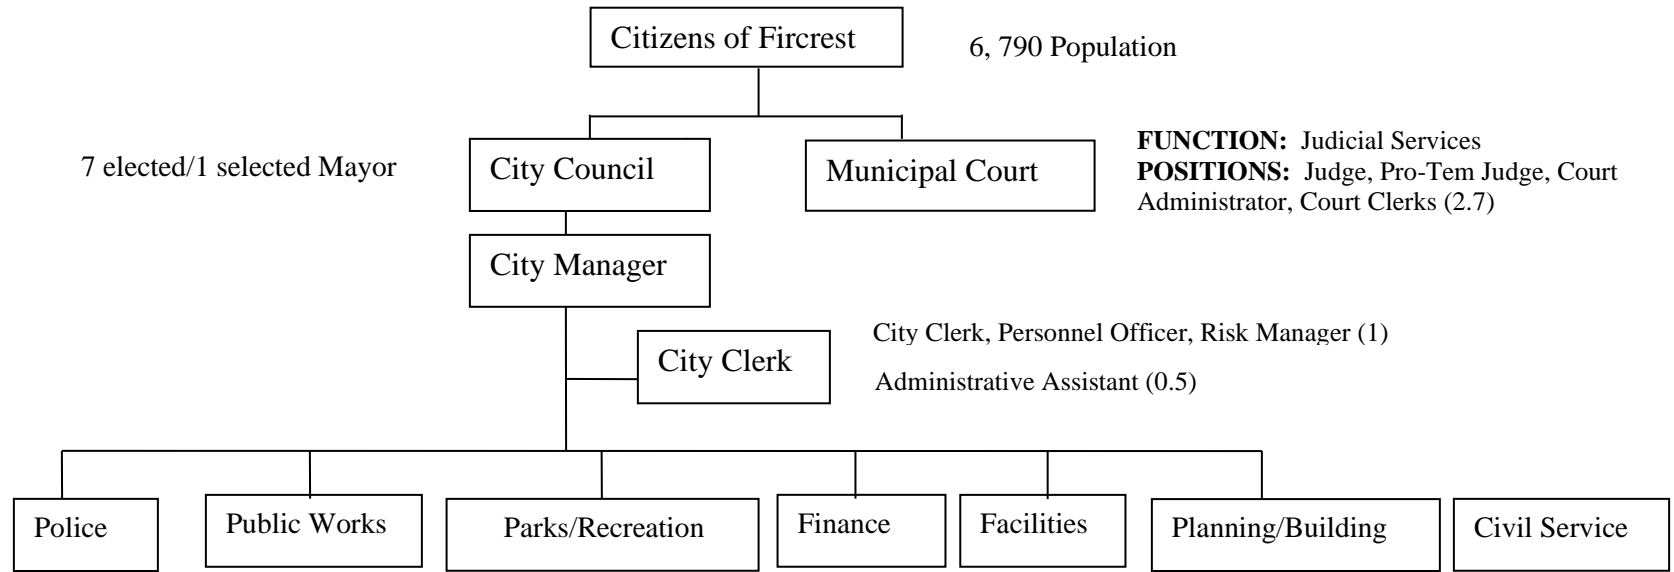 Citizens of Fircrest
6, 790 Population
7 elected/1 selected Mayor
City Council
Municipal Court
FUNCTION: Judicial Services
POSITIONS: Judge, Pro-Tem Judge, Court
Administrator, Court Clerks (2.7)
City Manager
City Clerk
City Clerk, Personnel Officer, Risk Manager (1)
Administrative Assistant (0.5)
Police
Public Works
Parks/Recreation
Finance
Facilities
Planning/Building
Civil Service